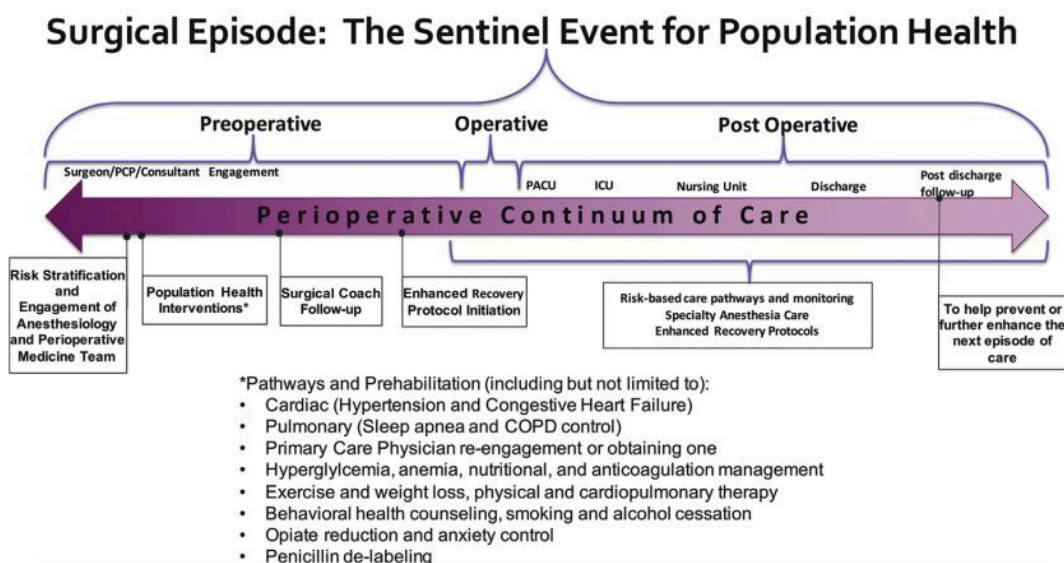 Surgical Episode: The Sentinel Event for Population Health
Preoperative
Operative
Post Operative
Surgeon/PCP/Consultant Engagement
PACU
ICU
Nursing Unit
Discharge
Post discharge
follow-up
Perioperative Continuum of Care
Risk Stratification
and
Engagement of
Anesthesiology
and Perioperative
Medicine Team
Population Health
Interventions*
Surgical Coach
Follow-up
Enhanced Recovery
Protocol Initiation
Risk-based care pathways and monitoring
Specialty Anesthesia Care
Enhanced Recovery Protocols
To help prevent or
further enhance the
next episode of
care
*Pathways and Prehabilitation (including but not limited to):
• Cardiac (Hypertension and Congestive Heart Failure)
• Pulmonary (Sleep apnea and COPD control)
• Primary Care Physician re-engagement or obtaining one
• Hyperglylcemia, anemia, nutritional, and anticoagulation management
• Exercise and weight loss, physical and cardiopulmonary therapy
• Behavioral health counseling, smoking and alcohol cessation
• Opiate reduction and anxiety control
• Penicillin de-labeling